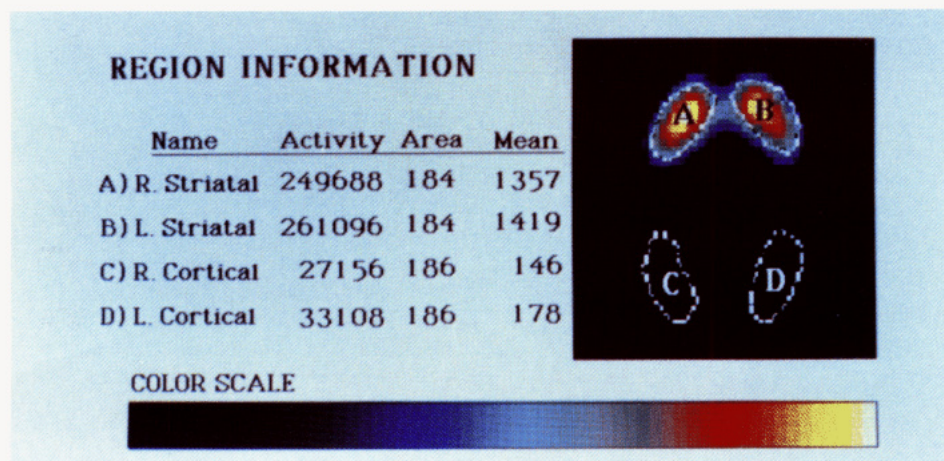 REGION INFORMATION
Name Activity Area Mean
A) R. Striatal 249688 184 1357
B) L. Striatal 261096 184 1419
C) R. Cortical 27156 186 146
D) L. Cortical 33108 186 178
A B
C D
COLOR SCALE